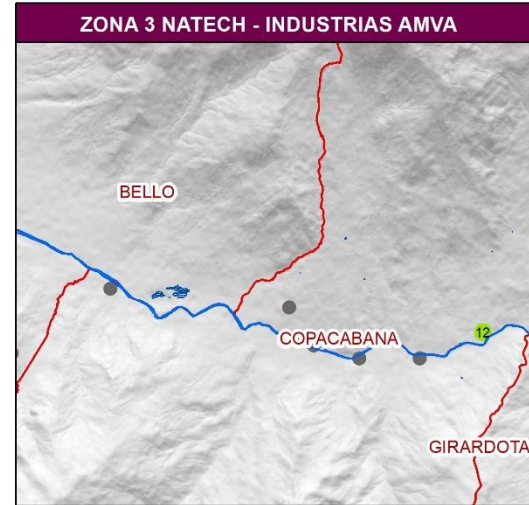 ZONA 3 NATECH - INDUSTRIAS AMVA
BELLO
12
COPACABANA
GIRARDOTA